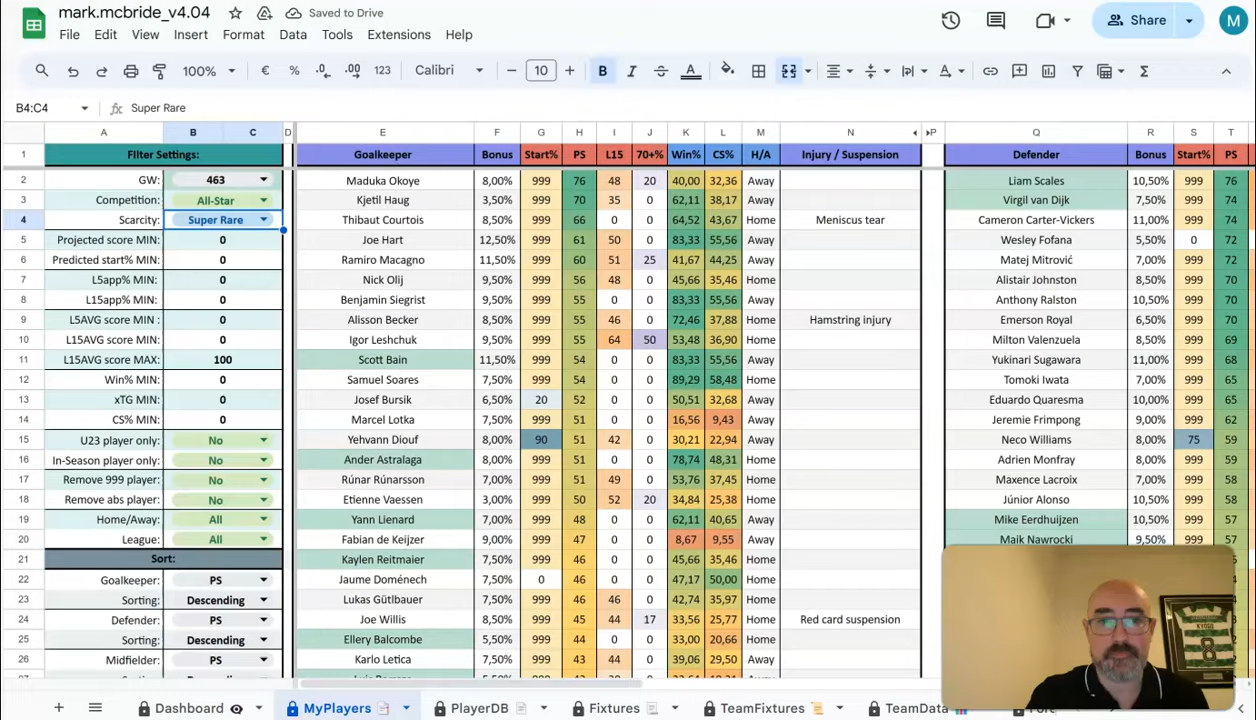 mark.mcbride_v4.04 Saved to Drive
File Edit View Insert Format Data Tools Extensions Help
Share M
100% € % .0 .00 123 Calibri 10 B I S A
B4:C4 fx Super Rare
A B C D E F G H I J K L M N P Q R S T
1 Filter Settings: Goalkeeper Bonus Start% PS L15 70+% Win% CS% H/A Injury / Suspension Defender Bonus Start% PS
2 GW: 463 Maduka Okoye 8,00% 999 76 48 20 40,00 32,36 Away Liam Scales 10,50% 999 76
3 Competition: All-Star Kjetil Haug 3,50% 999 70 35 0 62,11 38,17 Away Virgil van Dijk 7,50% 999 74
4 Scarcity: Super Rare Thibaut Courtois 8,50% 999 66 0 0 64,52 43,67 Home Meniscus tear Cameron Carter-Vickers 11,00% 999 74
5 Projected score MIN: 0 Joe Hart 12,50% 999 61 50 0 83,33 55,56 Away Wesley Fofana 5,50% 0 72
6 Predicted start% MIN: 0 Ramiro Macagno 11,50% 999 60 51 25 41,67 44,25 Home Matej Mitrović 7,00% 999 72
7 L5app% MIN: 0 Nick Olij 8,50% 999 56 48 0 45,66 35,46 Home Alistair Johnston 8,50% 999 70
8 L15app% MIN: 0 Benjamin Siegrist 9,50% 999 55 0 0 83,33 55,56 Away Anthony Ralston 10,50% 999 70
9 L5AVG score MIN : 0 Alisson Becker 8,50% 999 55 46 0 72,46 37,88 Home Hamstring injury Emerson Royal 6,50% 999 70
10 L15AVG score MIN: 0 Igor Leshchuk 9,50% 999 55 64 50 53,48 36,90 Home Milton Valenzuela 8,50% 999 69
11 L15AVG score MAX: 100 Scott Bain 11,50% 999 54 0 0 83,33 55,56 Away Yukinari Sugawara 11,00% 999 68
12 Win% MIN: 0 Samuel Soares 7,50% 999 54 0 0 89,29 58,48 Home Tomoki Iwata 7,00% 999 65
13 xTG MIN: 0 Josef Bursik 6,50% 20 52 0 0 50,51 32,68 Away Eduardo Quaresma 10,00% 999 65
14 CS% MIN: 0 Marcel Lotka 7,50% 999 51 0 0 16,56 9,43 Away Jeremie Frimpong 9,00% 999 62
15 U23 player only: No Yehvann Diouf 8,00% 90 51 42 0 30,21 22,94 Away Neco Williams 8,00% 75 59
16 In-Season player only: No Ander Astralaga 8,00% 999 51 0 0 78,74 48,31 Home Adrien Monfray 7,00% 999 59
17 Remove 999 player: No Rúnar Rúnarsson 7,00% 999 51 49 0 53,76 37,45 Home Maxence Lacroix 7,00% 999 58
18 Remove abs player: No Etienne Vaessen 3,00% 999 50 52 20 34,84 25,38 Home Júnior Alonso 10,50% 999 58
19 Home/Away: All Yann Lienard 7,00% 999 48 0 0 62,11 40,65 Away Mike Eerdhuijzen 10,50% 999 57
20 League: All Fabian de Keijzer 9,00% 999 47 0 0 8,67 9,55 Away Maik Nawrocki 9,50% 999 57
21 Sort: Kaylen Reitmaier 7,50% 999 46 0 0 45,66 35,46 Home
22 Goalkeeper: PS Jaume Doménech 7,50% 0 46 0 0 47,17 50,00 Home
23 Sorting: Descending Lukas Gütlbauer 7,50% 999 46 46 0 42,74 35,97 Home
24 Defender: PS Joe Willis 8,50% 999 45 44 17 33,56 25,77 Home Red card suspension
25 Sorting: Descending Ellery Balcombe 5,50% 999 44 0 0 33,00 20,66 Home
26 Midfielder: PS Karlo Letica 7,50% 999 43 44 0 39,06 29,50 Away
KYOGO 8
Dashboard MyPlayers PlayerDB Fixtures TeamFixtures TeamData